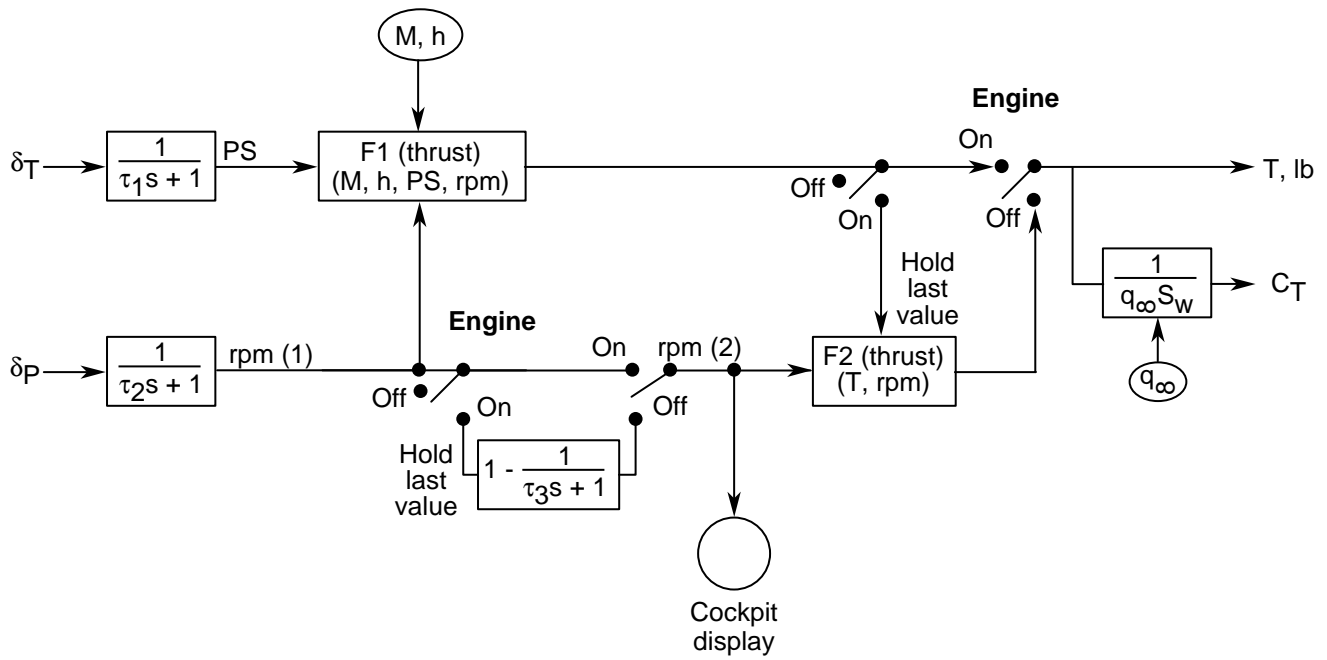 M, h
Engine
δT
1
τ1s + 1
PS
F1 (thrust)
(M, h, PS, rpm)
Off
On
On
Off
T, lb
Hold
last
value
1
q∞Sw
CT
q∞
Engine
δP
1
τ2s + 1
rpm (1)
Off
On
On
Off
rpm (2)
F2 (thrust)
(T, rpm)
Hold
last
value
1 - 1
τ3s + 1
Cockpit
display